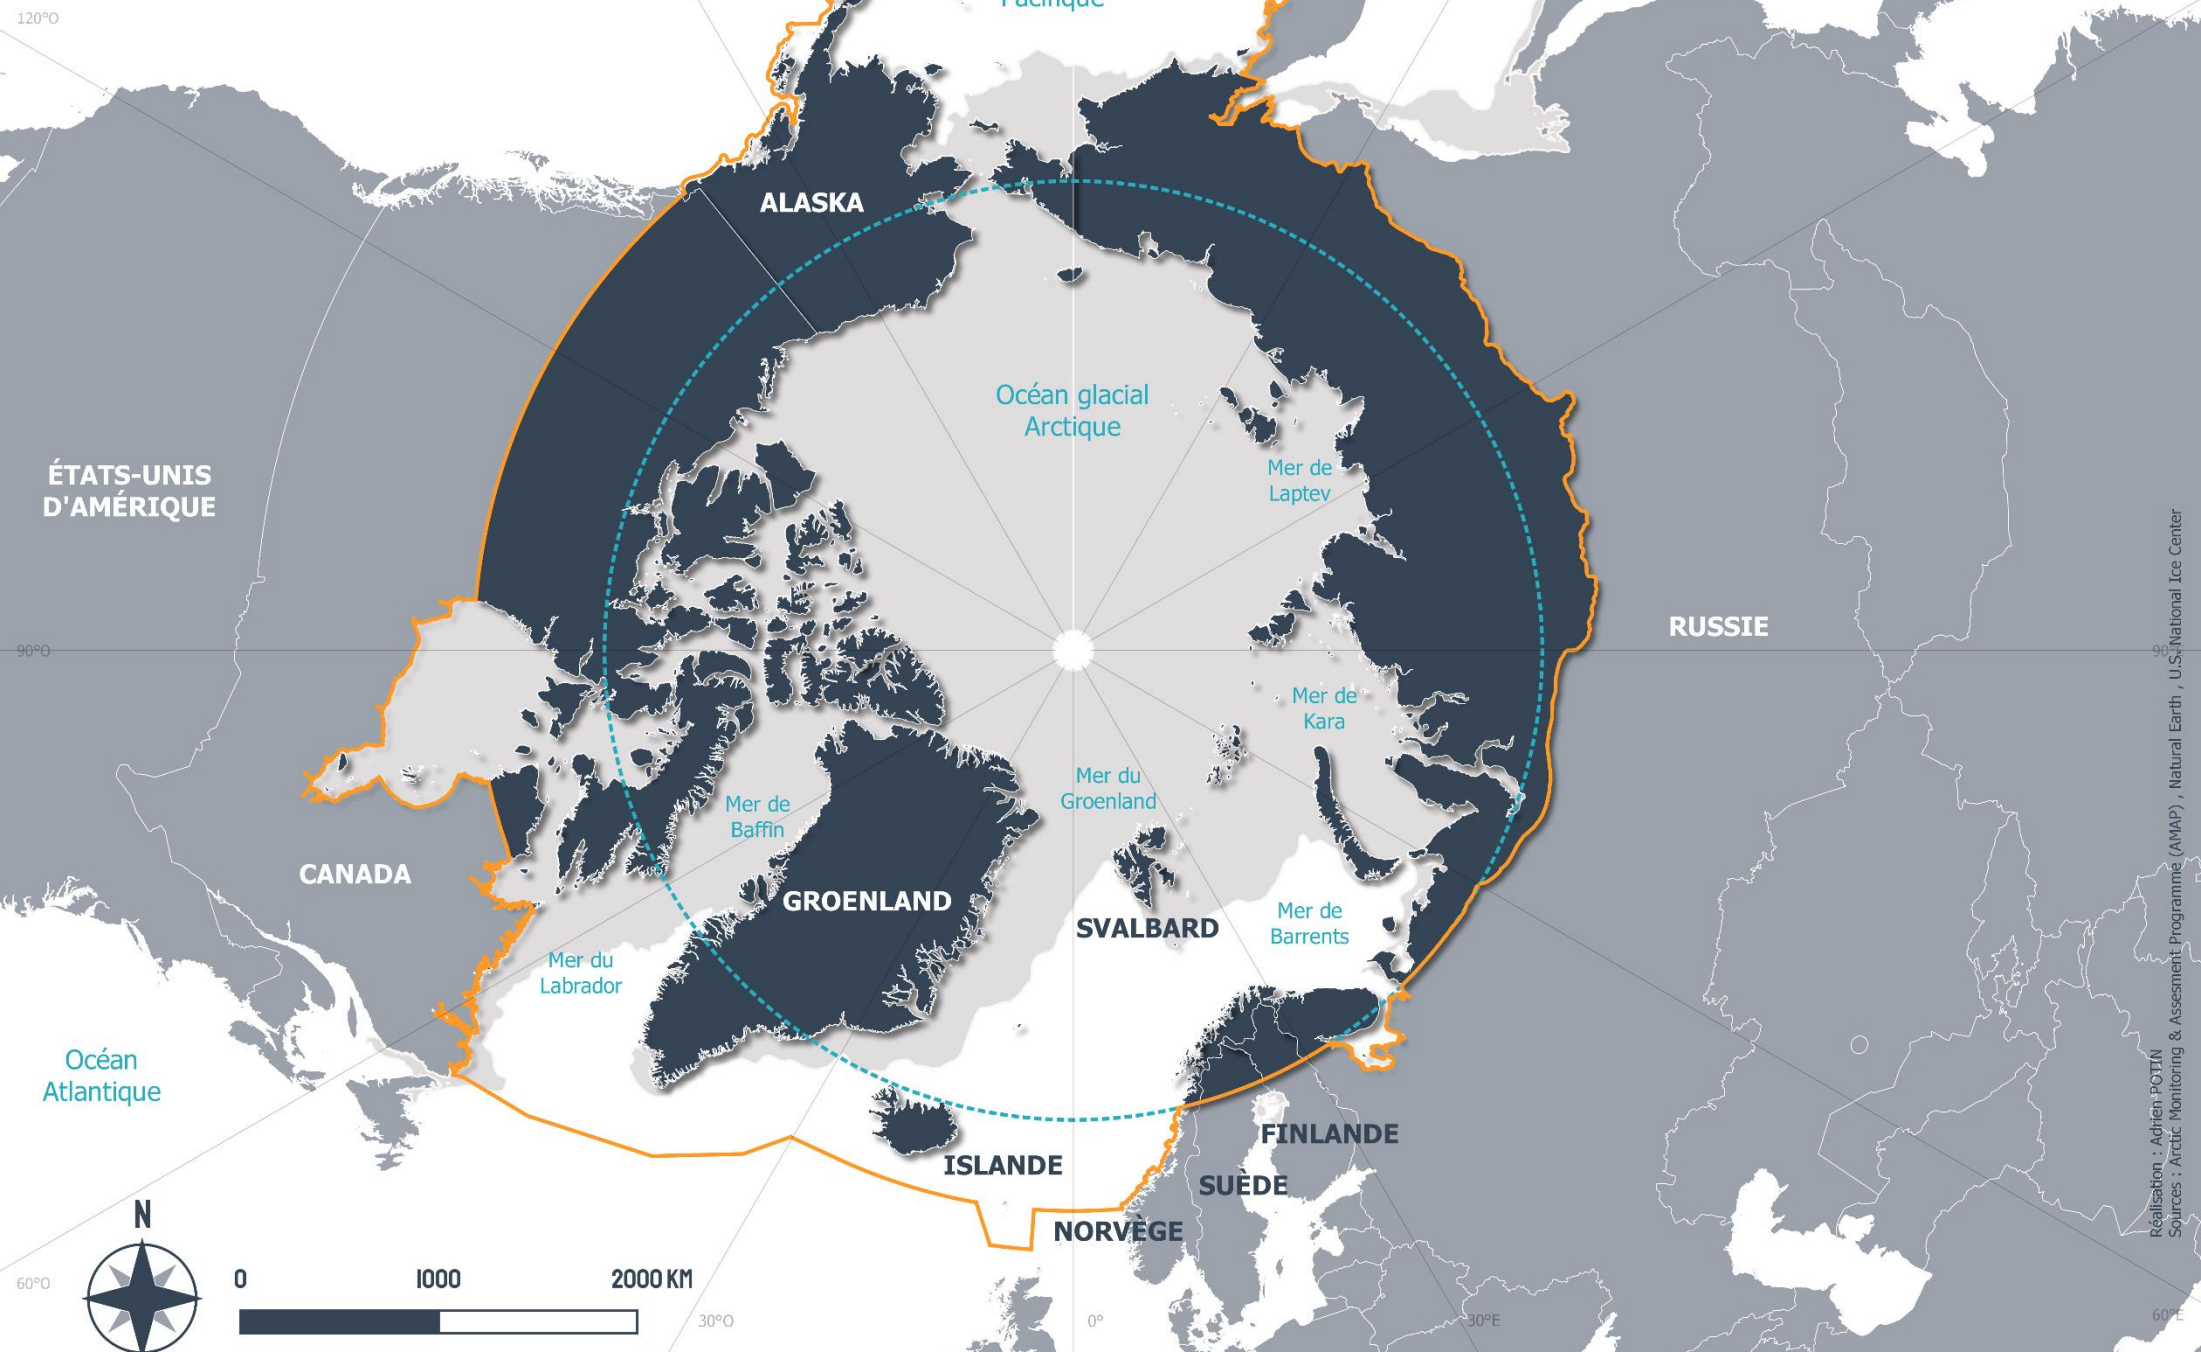 Pacifique
120°O
ALASKA
Océan glacial
Arctique
Mer de
Laptev
ÉTATS-UNIS
D'AMÉRIQUE
RUSSIE
90°O
Mer de
Kara
Mer du
Groenland
Mer de
Baffin
CANADA
GROENLAND
SVALBARD
Mer de
Barrents
Mer du
Labrador
Océan
Atlantique
ISLANDE
FINLANDE
SUÈDE
NORVÈGE
N
0 1000 2000 KM
60°O
30°O
0°
30°E
60°E
Réalisation : Adrien POTIN
Sources : Arctic Monitoring & Assesment Programme (AMAP) , Natural Earth , U.S. National Ice Center